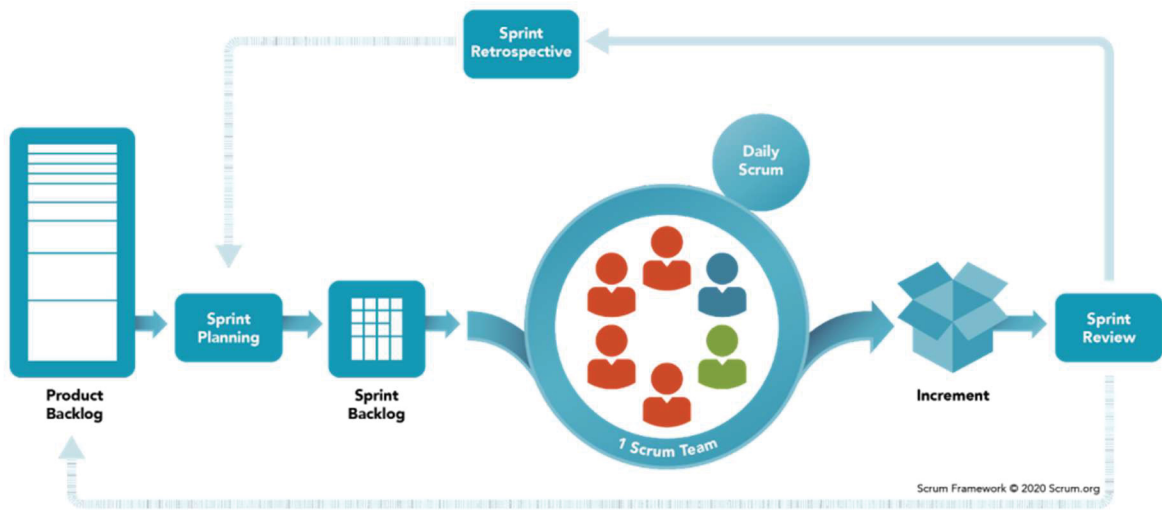 Sprint
Retrospective
Daily
Scrum
Sprint
Planning
Sprint
Review
Product
Backlog
Sprint
Backlog
1 Scrum Team
Increment
Scrum Framework © 2020 Scrum.org